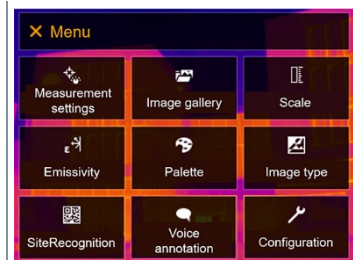 Menu
Measurement
settings
Image gallery
Scale
ε
Emissivity
Palette
Image type
SiteRecognition
Voice
annotation
Configuration